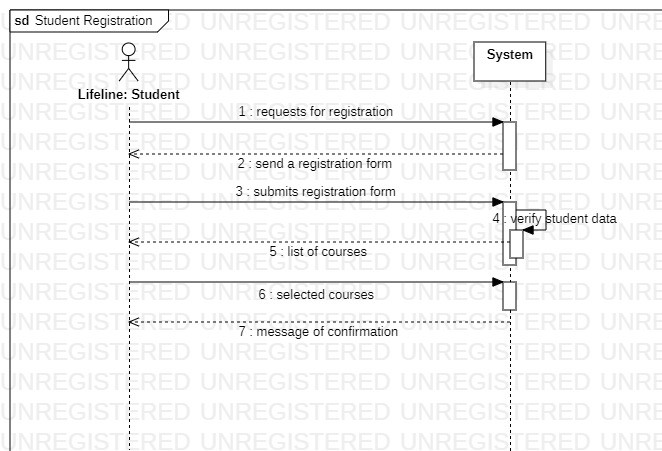 sd Student Registration
System
Lifeline: Student
1 : requests for registration
2 : send a registration form
3 : submits registration form
4 : verify student data
5 : list of courses
6 : selected courses
7 : message of confirmation
UNREGISTERED UNREGISTERED UNREGISTERED UNRE